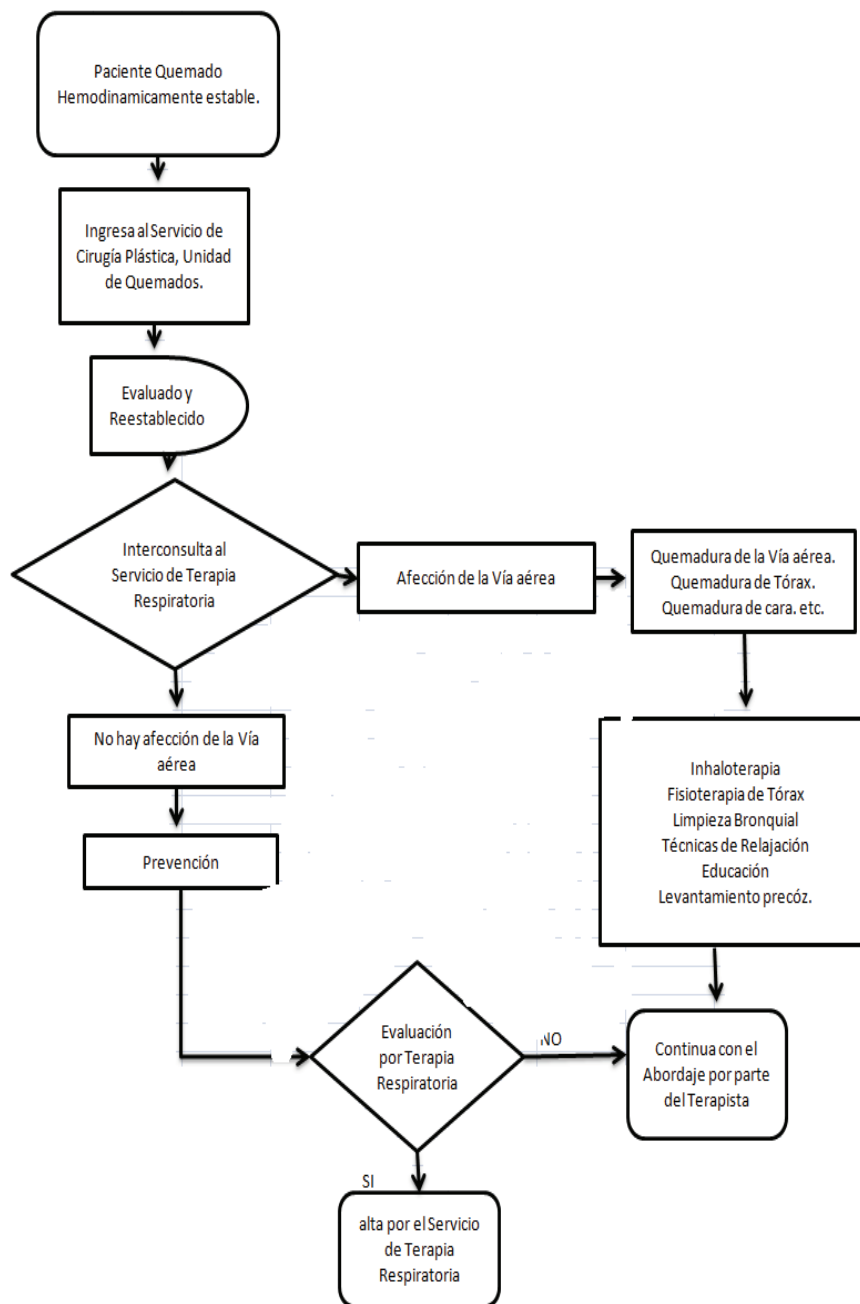 Paciente Quemado
Hemodinamicamente estable.
Ingresa al Servicio de
Cirugía Plástica, Unidad
de Quemados.
Evaluado y
Reestablecido
Interconsulta al
Servicio de Terapia
Respiratoria
Afección de la Vía aérea
Quemadura de la Vía aérea.
Quemadura de Tórax.
Quemadura de cara. etc.
No hay afección de la Vía
aérea
Prevención
Inhaloterapia
Fisioterapia de Tórax
Limpieza Bronquial
Técnicas de Relajación
Educación
Levantamiento precóz.
Evaluación
por Terapia
Respiratoria
NO
Continua con el
Abordaje por parte
del Terapista
SI
alta por el Servicio
de Terapia
Respiratoria